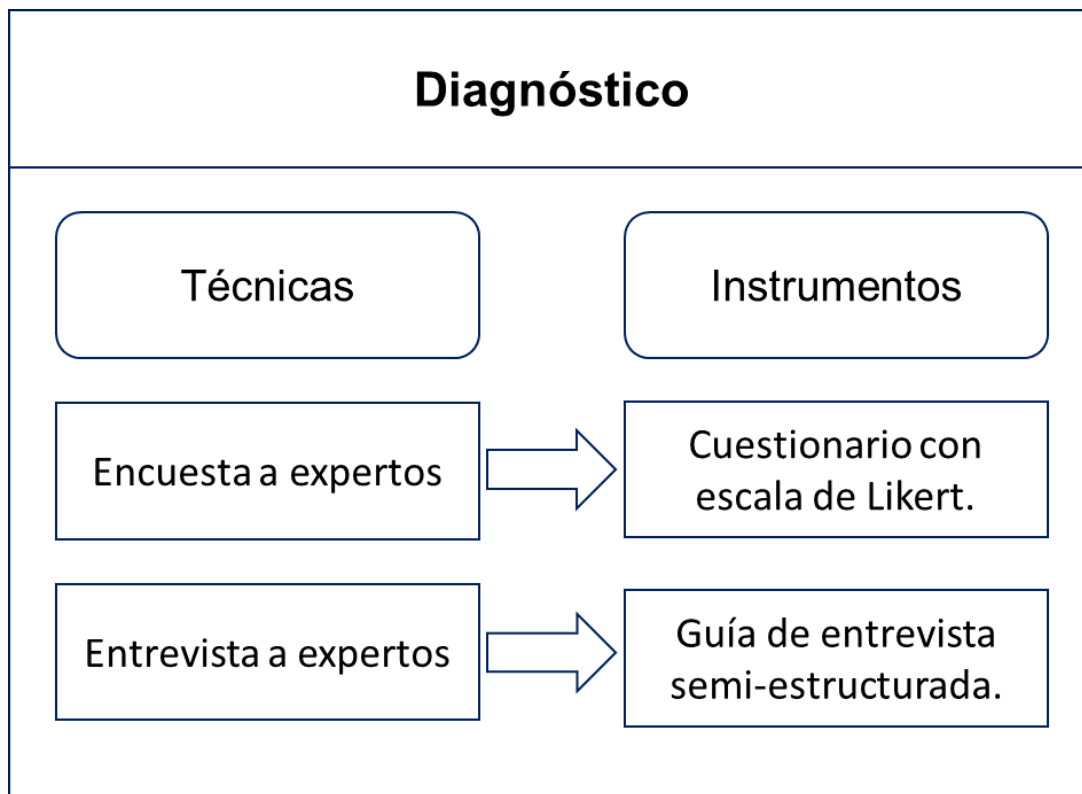 Diagnóstico
Técnicas
Instrumentos
Encuesta a expertos
Cuestionario con
escala de Likert.
Entrevista a expertos
Guía de entrevista
semi-estructurada.